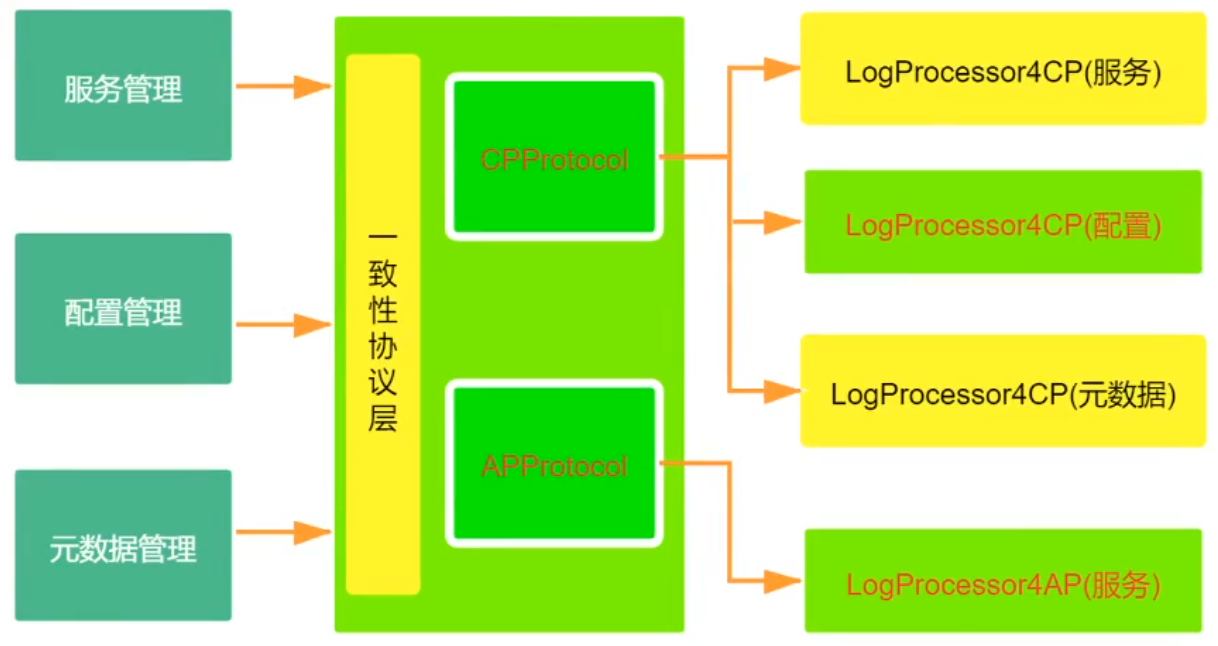 服务管理
配置管理
元数据管理
一致性协议层
CPProtocol
APProtocol
LogProcessor4CP(服务)
LogProcessor4CP(配置)
LogProcessor4CP(元数据)
LogProcessor4AP(服务)